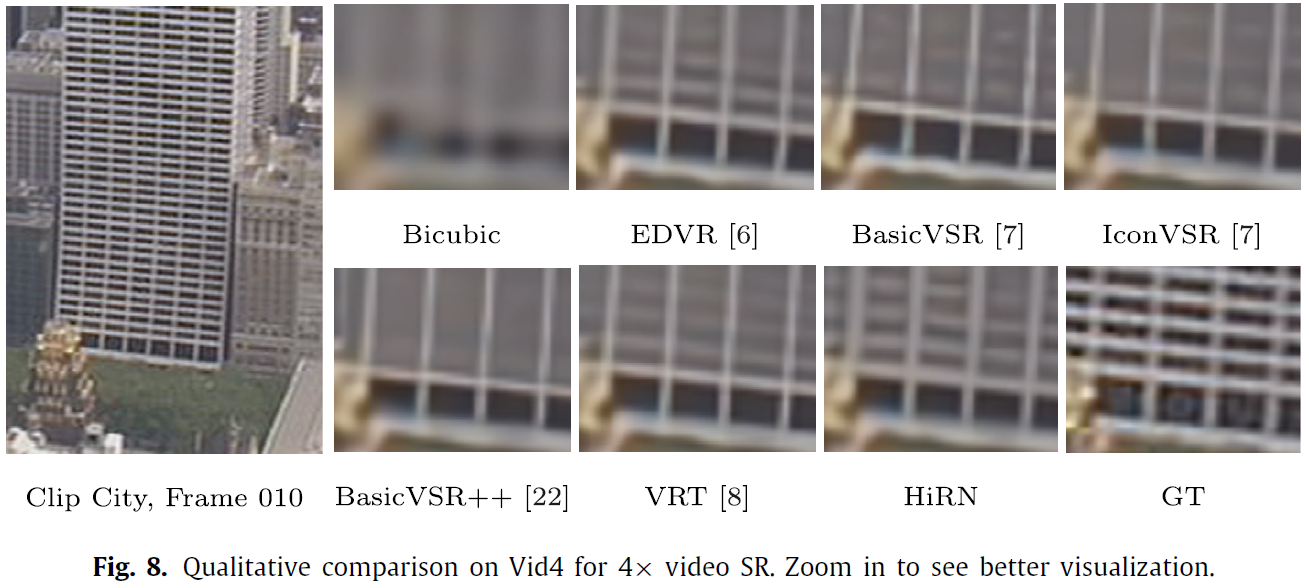 Bicubic
EDVR [6]
BasicVSR [7]
IconVSR [7]
Clip City, Frame 010
BasicVSR++ [22]
VRT [8]
HiRN
GT
Fig. 8. Qualitative comparison on Vid4 for 4× video SR. Zoom in to see better visualization.